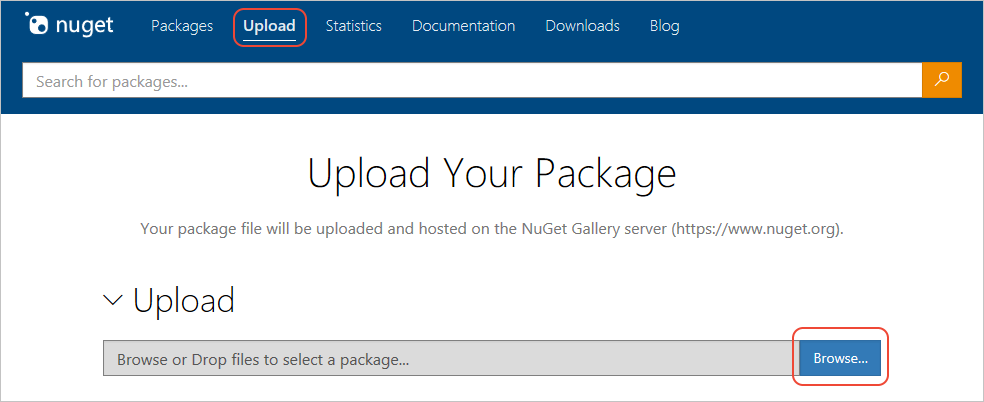 nuget Packages Upload Statistics Documentation Downloads Blog
Search for packages...
Upload Your Package
Your package file will be uploaded and hosted on the NuGet Gallery server (https://www.nuget.org).
Upload
Browse or Drop files to select a package... Browse...